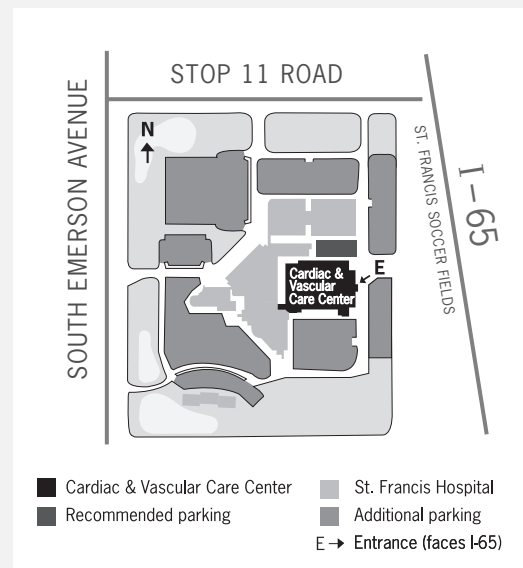 STOP 11 ROAD
SOUTH EMERSON AVENUE
N
I-65
ST. FRANCIS SOCCER FIELDS
E
Cardiac &
Vascular
Care Center
Cardiac & Vascular Care Center
St. Francis Hospital
Recommended parking
Additional parking
E → Entrance (faces I-65)